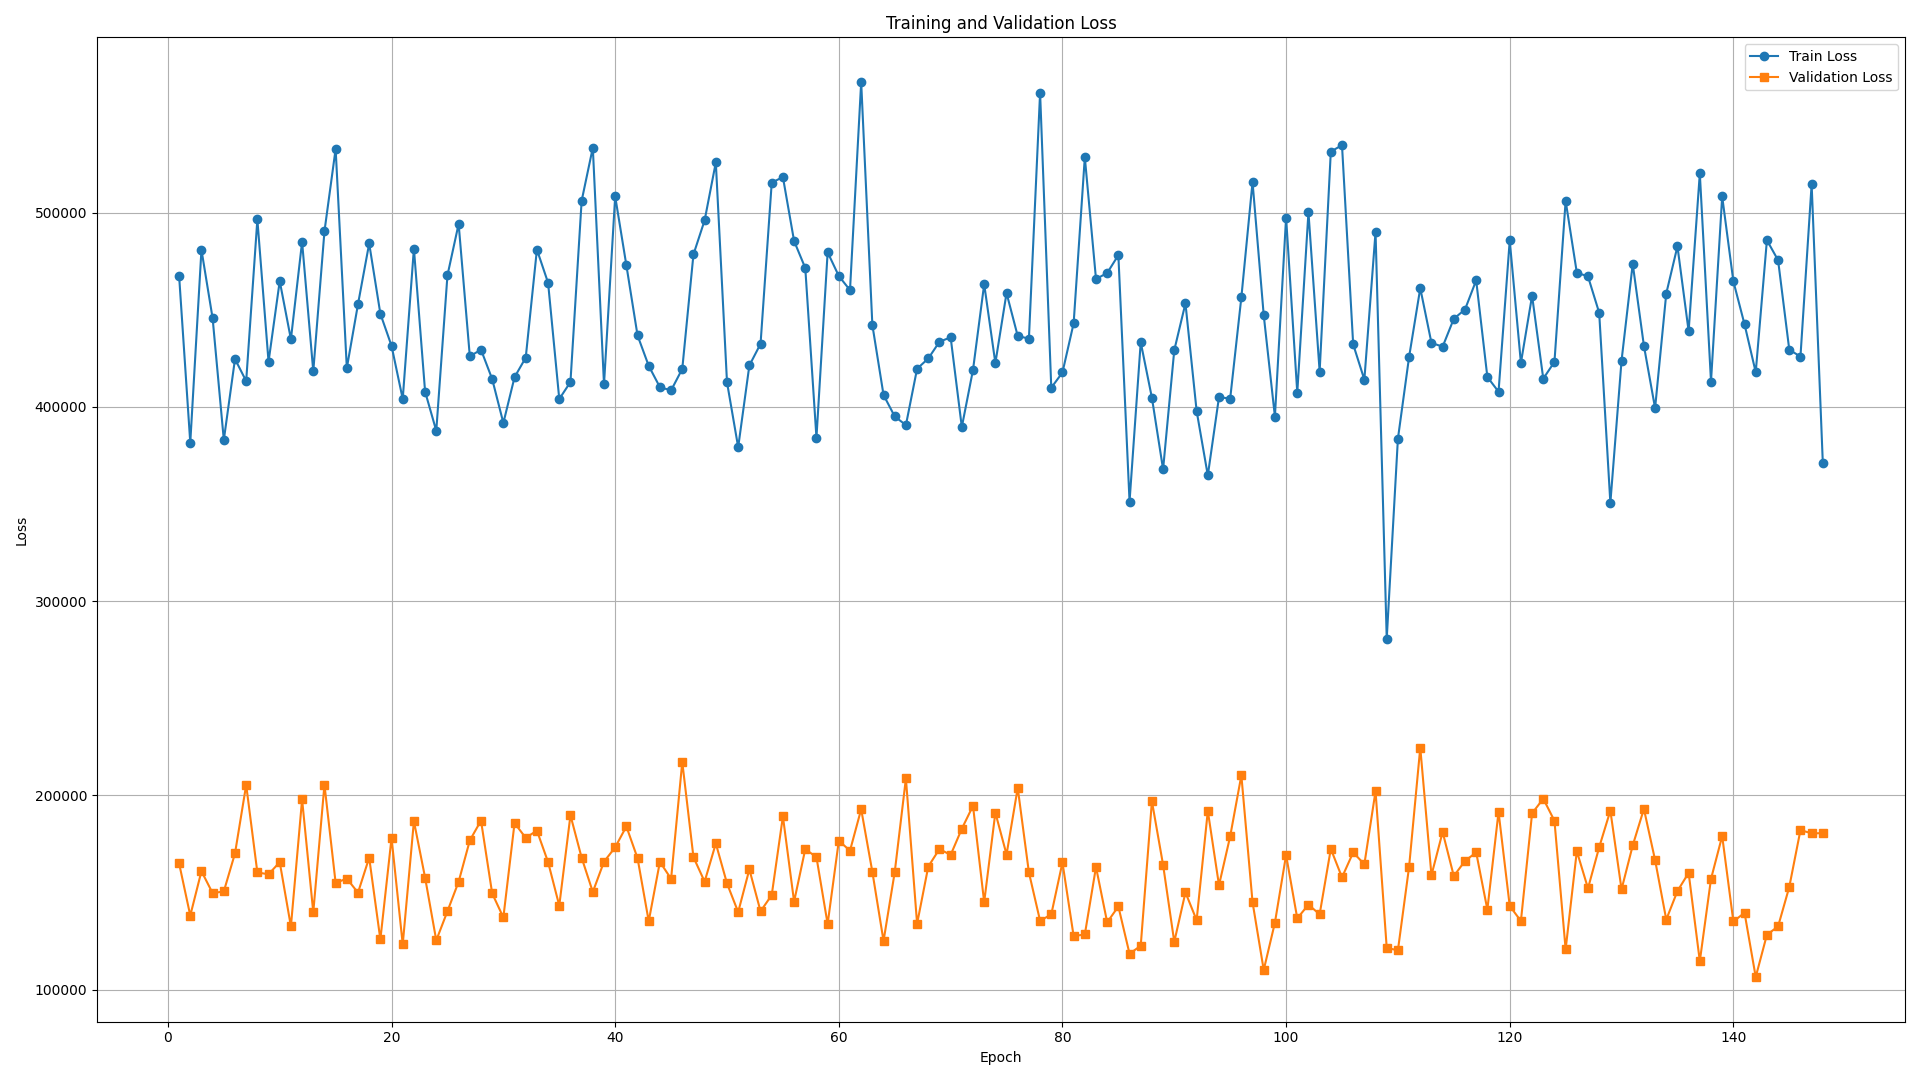 Training and Validation Loss
Train Loss
Validation Loss
500000
400000
300000
200000
100000
Loss
0 20 40 60 80 100 120 140
Epoch